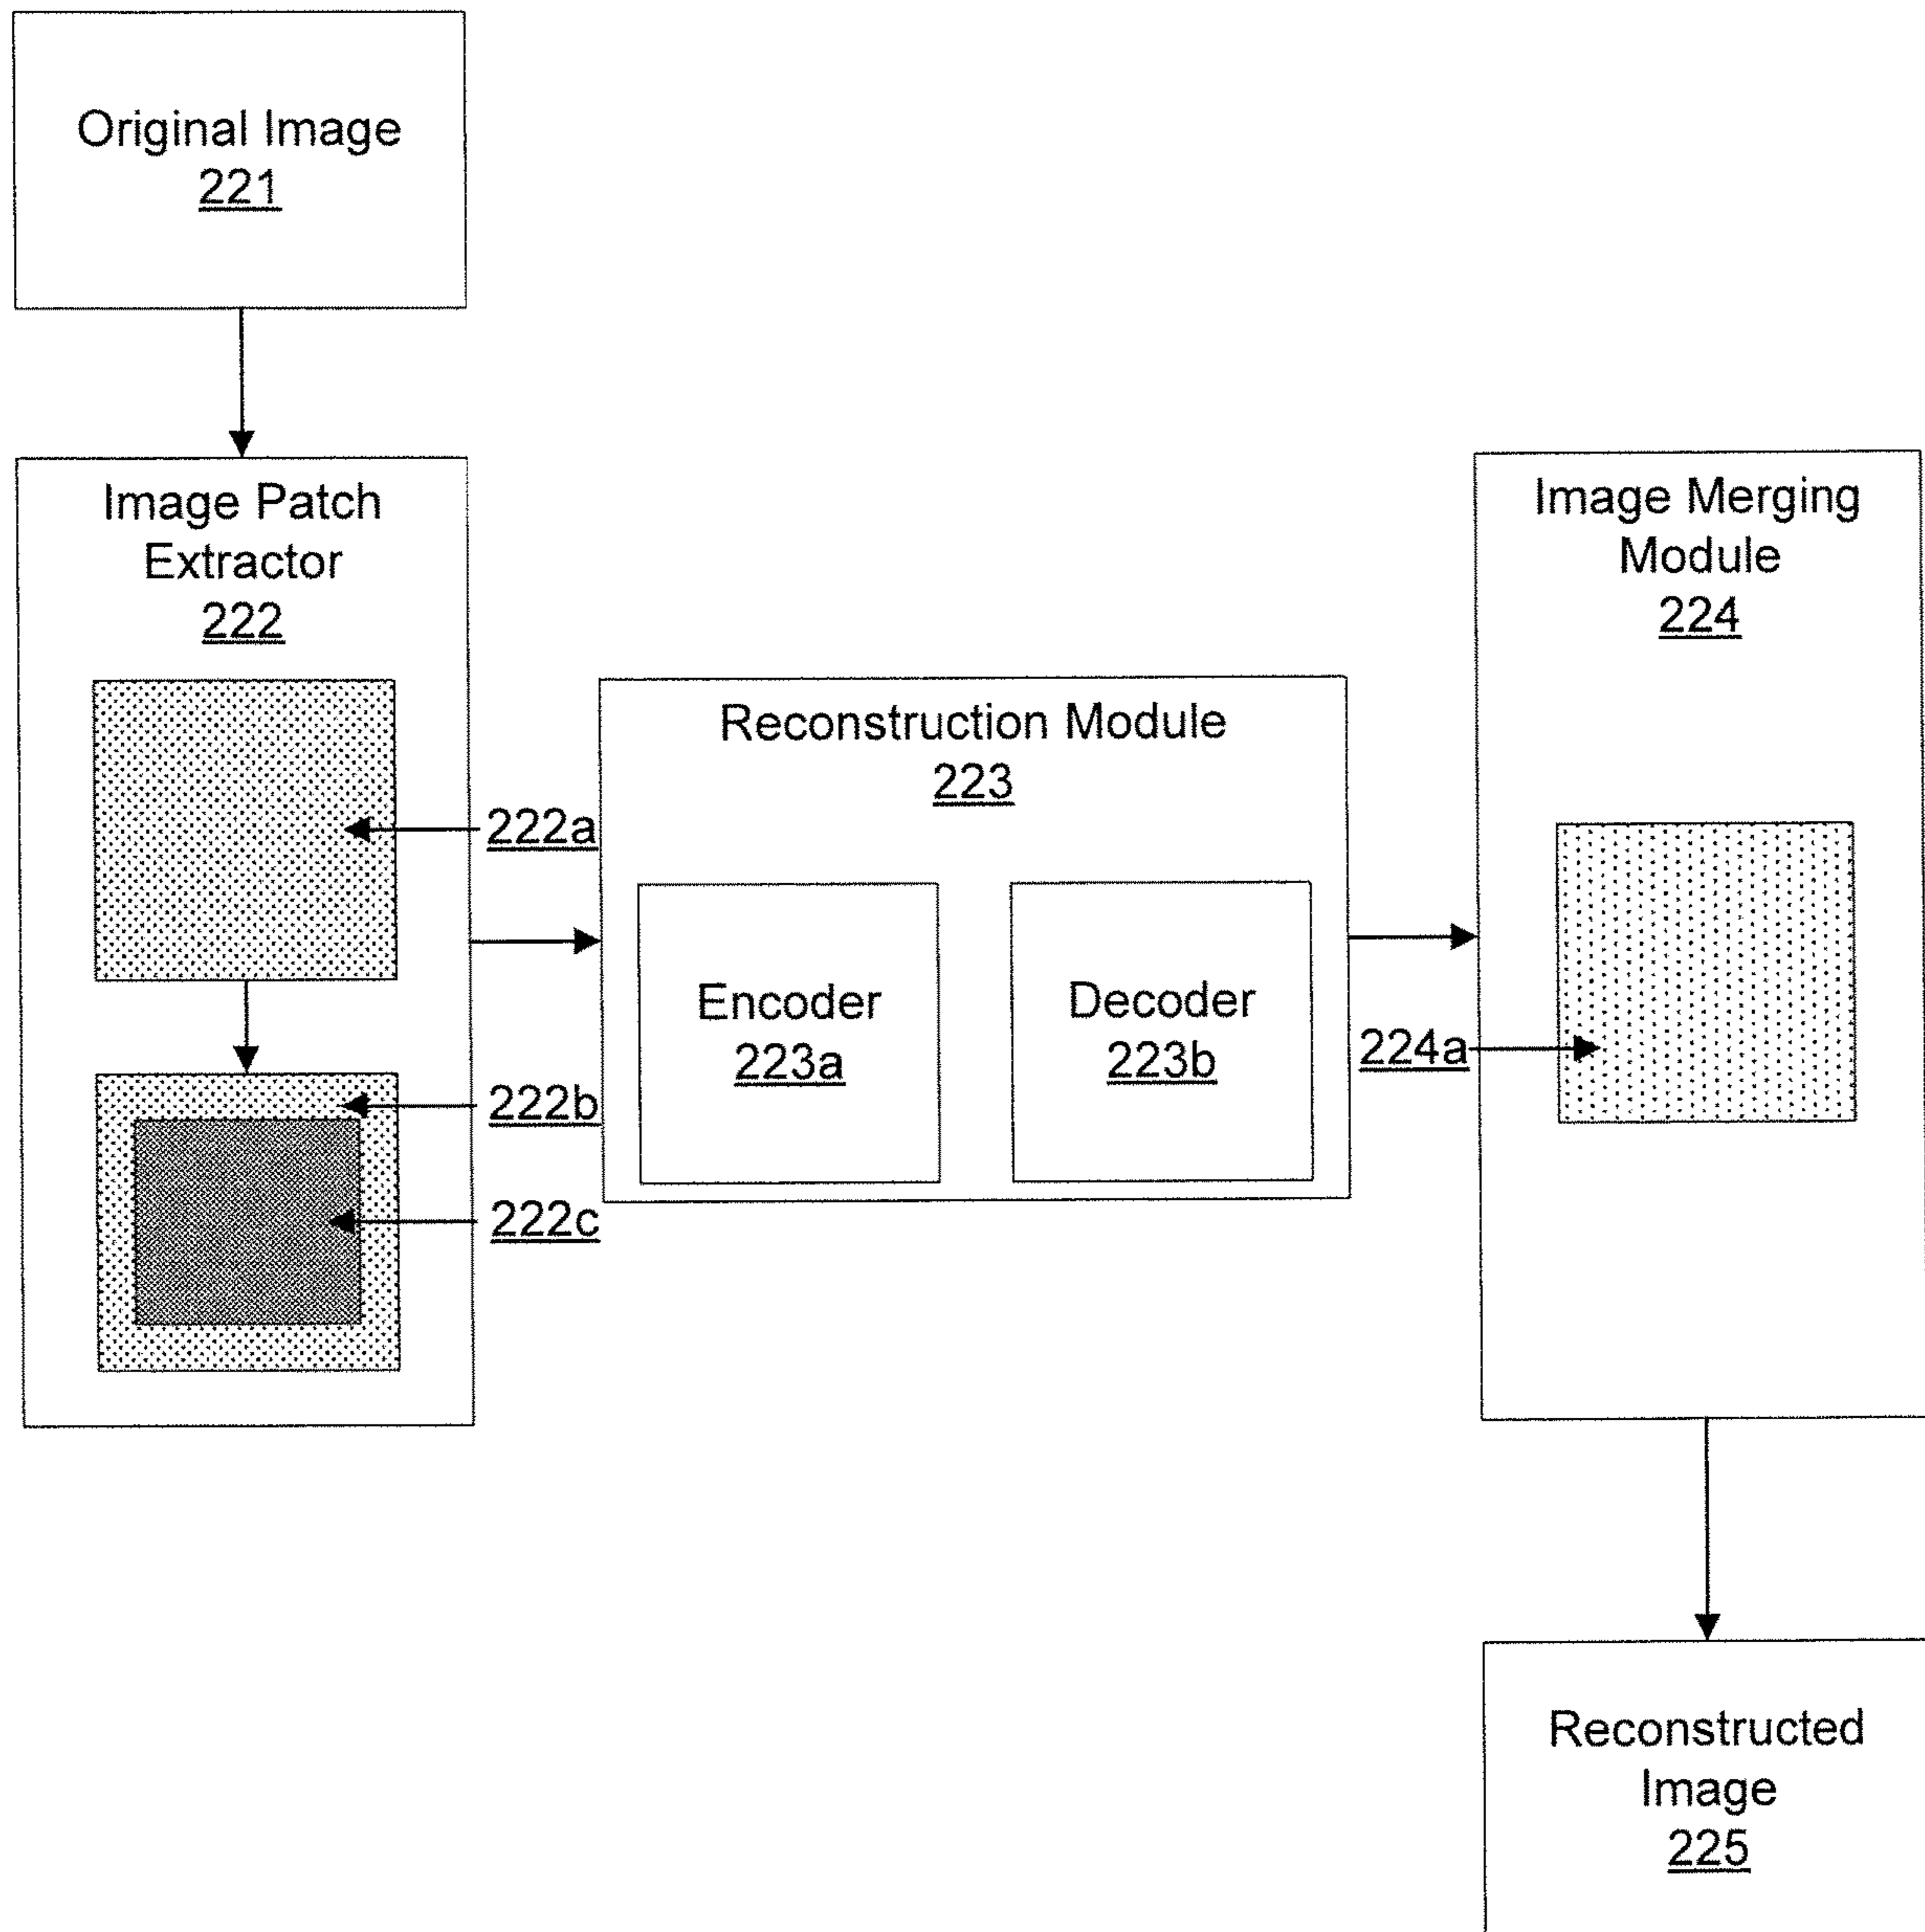 Original Image
221
Image Patch
Extractor
222
222a
222b
222c
Reconstruction Module
223
Encoder
223a
Decoder
223b
Image Merging
Module
224
224a
Reconstructed
Image
225